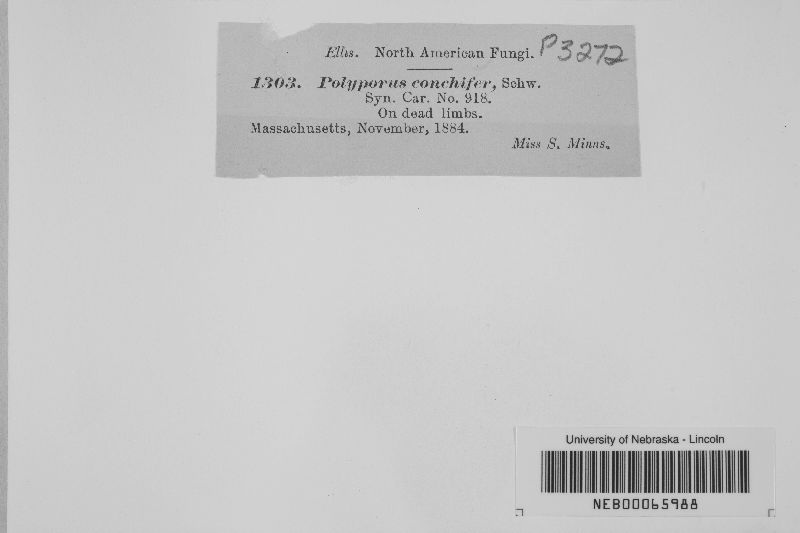 Ellis. North American Fungi. P3272
1303. Polyporus conchifer, Schw.
Syn. Car. No. 918.
On dead limbs.
Massachusetts, November, 1884.
Miss S. Minns.
University of Nebraska - Lincoln
NEB00065988